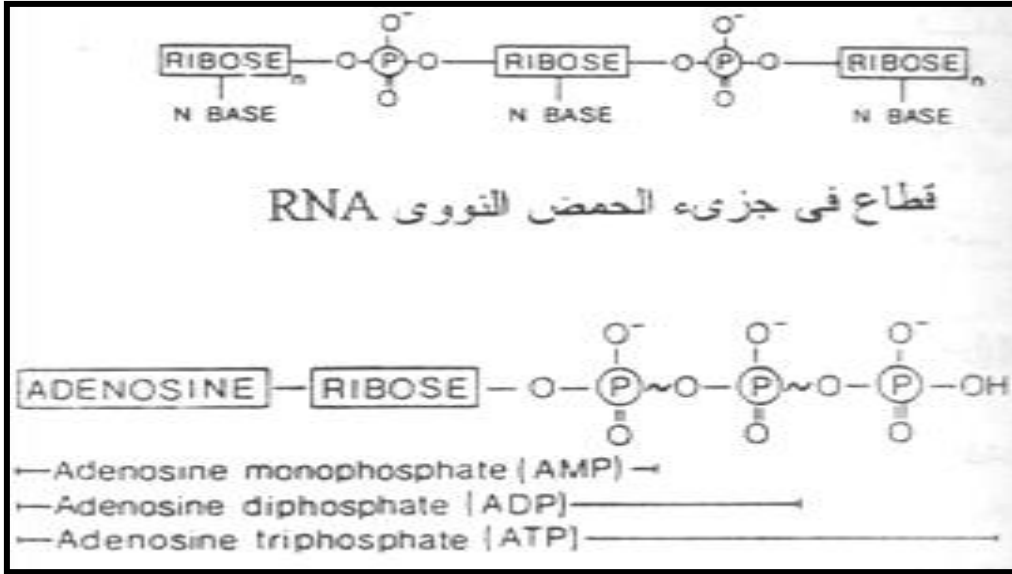 O⁻ O⁻
RIBOSE n —O—P—O— RIBOSE —O—P—O— RIBOSE n
O O
N BASE N BASE N BASE
قطاع فى جزىء الحمض النووى RNA
O⁻ O⁻ O⁻
ADENOSINE — RIBOSE —O—P~O—P~O—P—OH
O O O
Adenosine monophosphate (AMP)
Adenosine diphosphate (ADP)
Adenosine triphosphate (ATP)